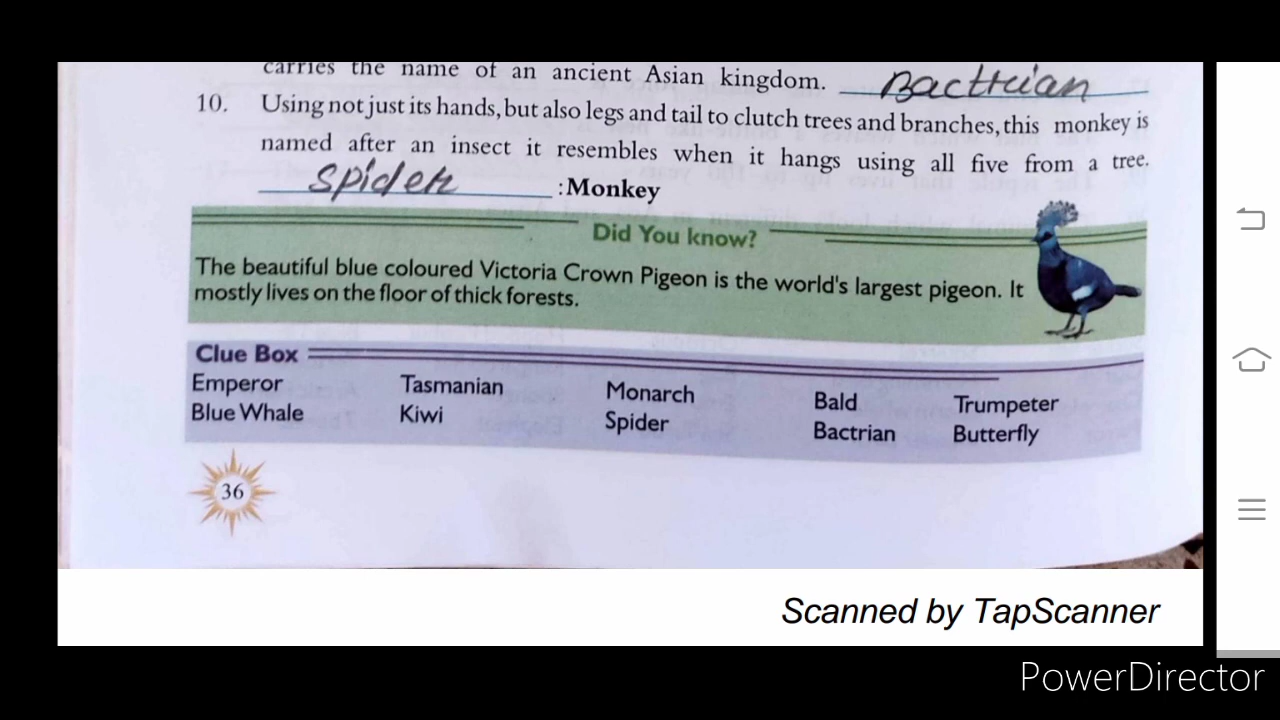 carries the name of an ancient Asian kingdom. Bactrian
10. Using not just its hands, but also legs and tail to clutch trees and branches, this monkey is
named after an insect it resembles when it hangs using all five from a tree.
Spider :Monkey
Did You know?
The beautiful blue coloured Victoria Crown Pigeon is the world's largest pigeon. It
mostly lives on the floor of thick forests.
Clue Box
Emperor Tasmanian Monarch Bald Trumpeter
Blue Whale Kiwi Spider Bactrian Butterfly
36
Scanned by TapScanner
PowerDirector